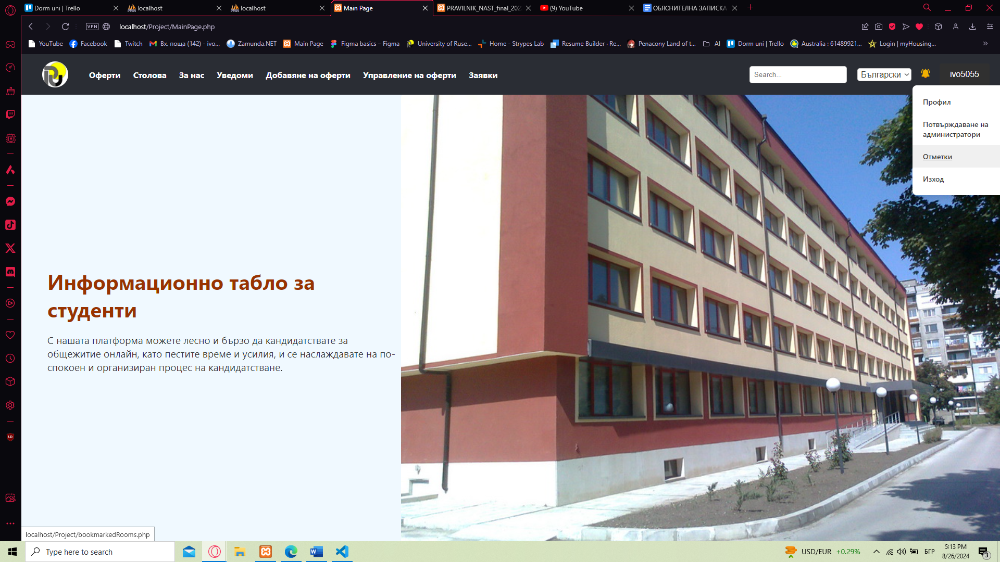 Dorm uni | Trello
localhost
localhost
Main Page
PRAVILNIK_NAST_final_202
(9) YouTube
ОБЯСНИТЕЛНА ЗАПИСКА
VPN
localhost/Project/MainPage.php
YouTube
Facebook
Twitch
Вх. поща (142) - ivo...
Zamunda.NET
Main Page
Figma basics – Figma
University of Ruse...
Home - Strypes Lab
Resume Builder · Re...
Penacony Land of t...
AI
Dorm uni | Trello
Australia : 61489921...
Login | myHousing...
Оферти
Столова
За нас
Уведоми
Добавяне на оферти
Управление на оферти
Заявки
Search...
Български
ivo5055
Профил
Потвърждаване на
администратори
Отметки
Изход
Информационно табло за
студенти
С нашата платформа можете лесно и бързо да кандидатствате за
общежитие онлайн, като пестите време и усилия, и се наслаждавате на по-
спокоен и организиран процес на кандидатстване.
localhost/Project/bookmarkedRooms.php
Type here to search
USD/EUR +0.29%
БГР
5:13 PM
8/26/2024
3